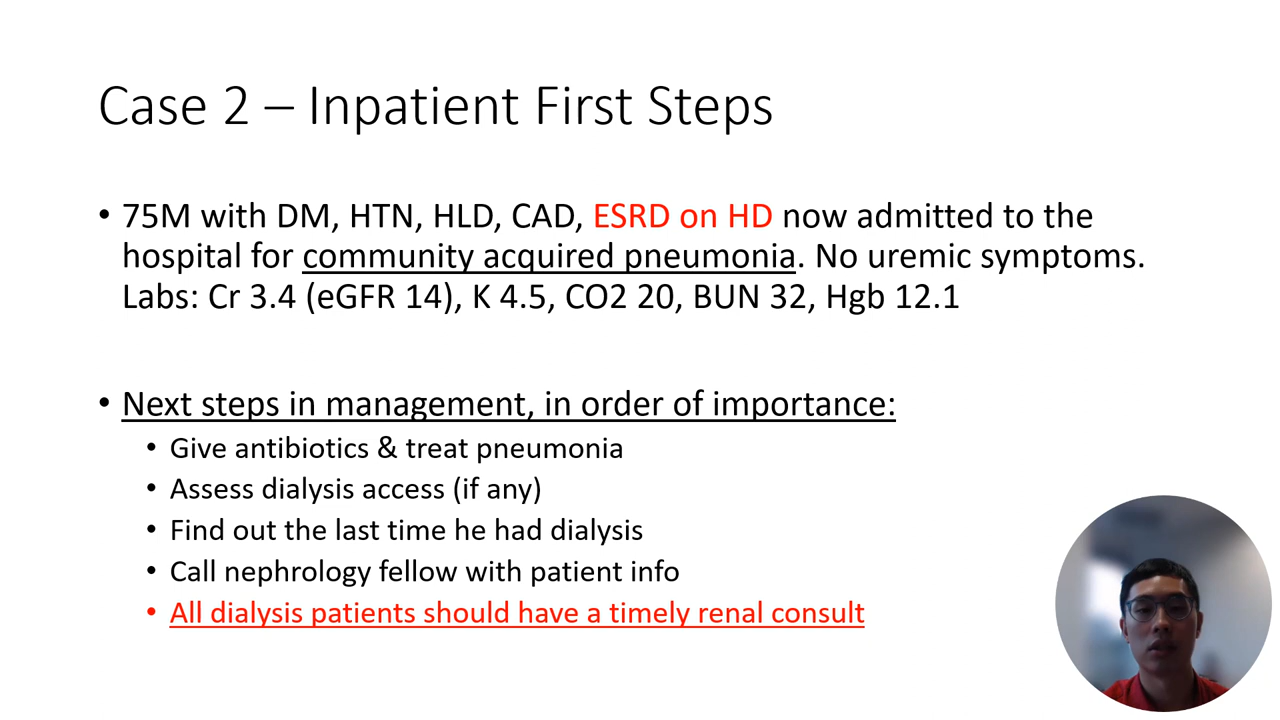 Case 2 – Inpatient First Steps
• 75M with DM, HTN, HLD, CAD, ESRD on HD now admitted to the
hospital for community acquired pneumonia. No uremic symptoms.
Labs: Cr 3.4 (eGFR 14), K 4.5, CO2 20, BUN 32, Hgb 12.1
• Next steps in management, in order of importance:
• Give antibiotics & treat pneumonia
• Assess dialysis access (if any)
• Find out the last time he had dialysis
• Call nephrology fellow with patient info
• All dialysis patients should have a timely renal consult